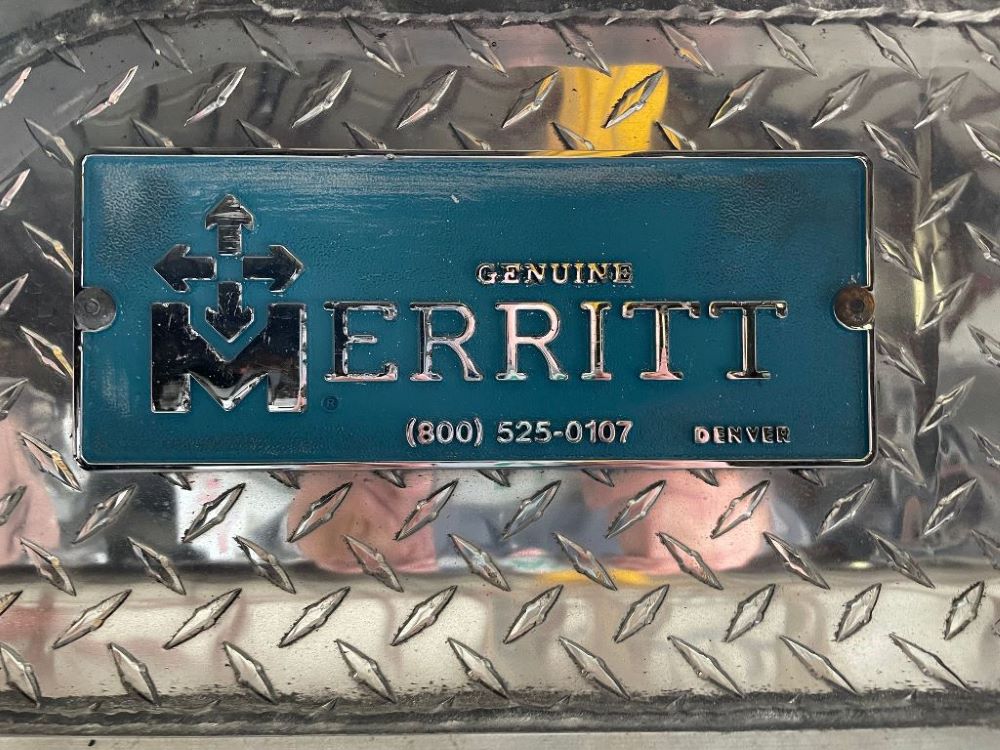 GENUINE
MERRITT
®
(800) 525-0107
DENVER